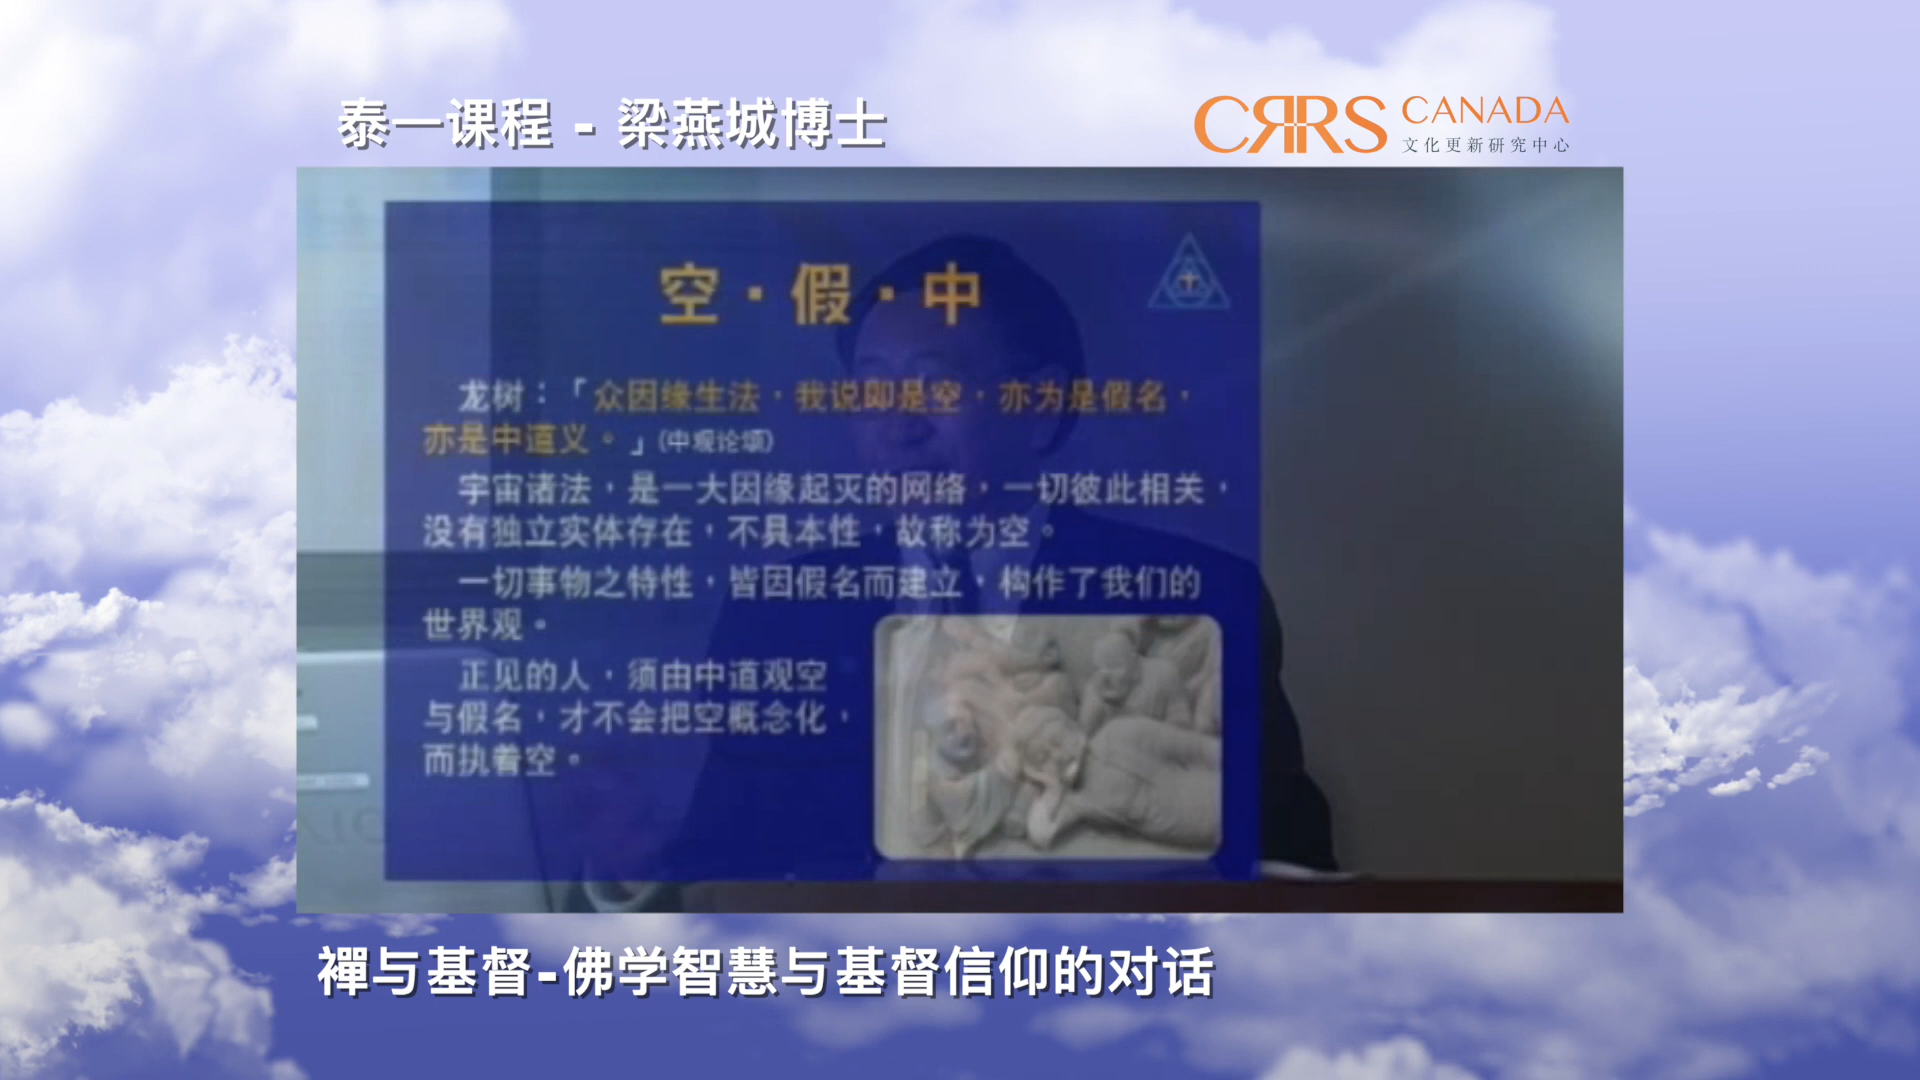 泰一课程 - 梁燕城博士
CRRS CANADA
文化更新研究中心
空·假·中
龙树：「众因缘生法，我说即是空，亦为是假名，
亦是中道义。」(中观论颂)
宇宙诸法，是一大因缘起灭的网络，一切彼此相关，
没有独立实体存在，不具本性，故称为空。
一切事物之特性，皆因假名而建立，构作了我们的
世界观。
正见的人，须由中道观空
与假名，才不会把空概念化，
而执着空。
禪与基督-佛学智慧与基督信仰的对话